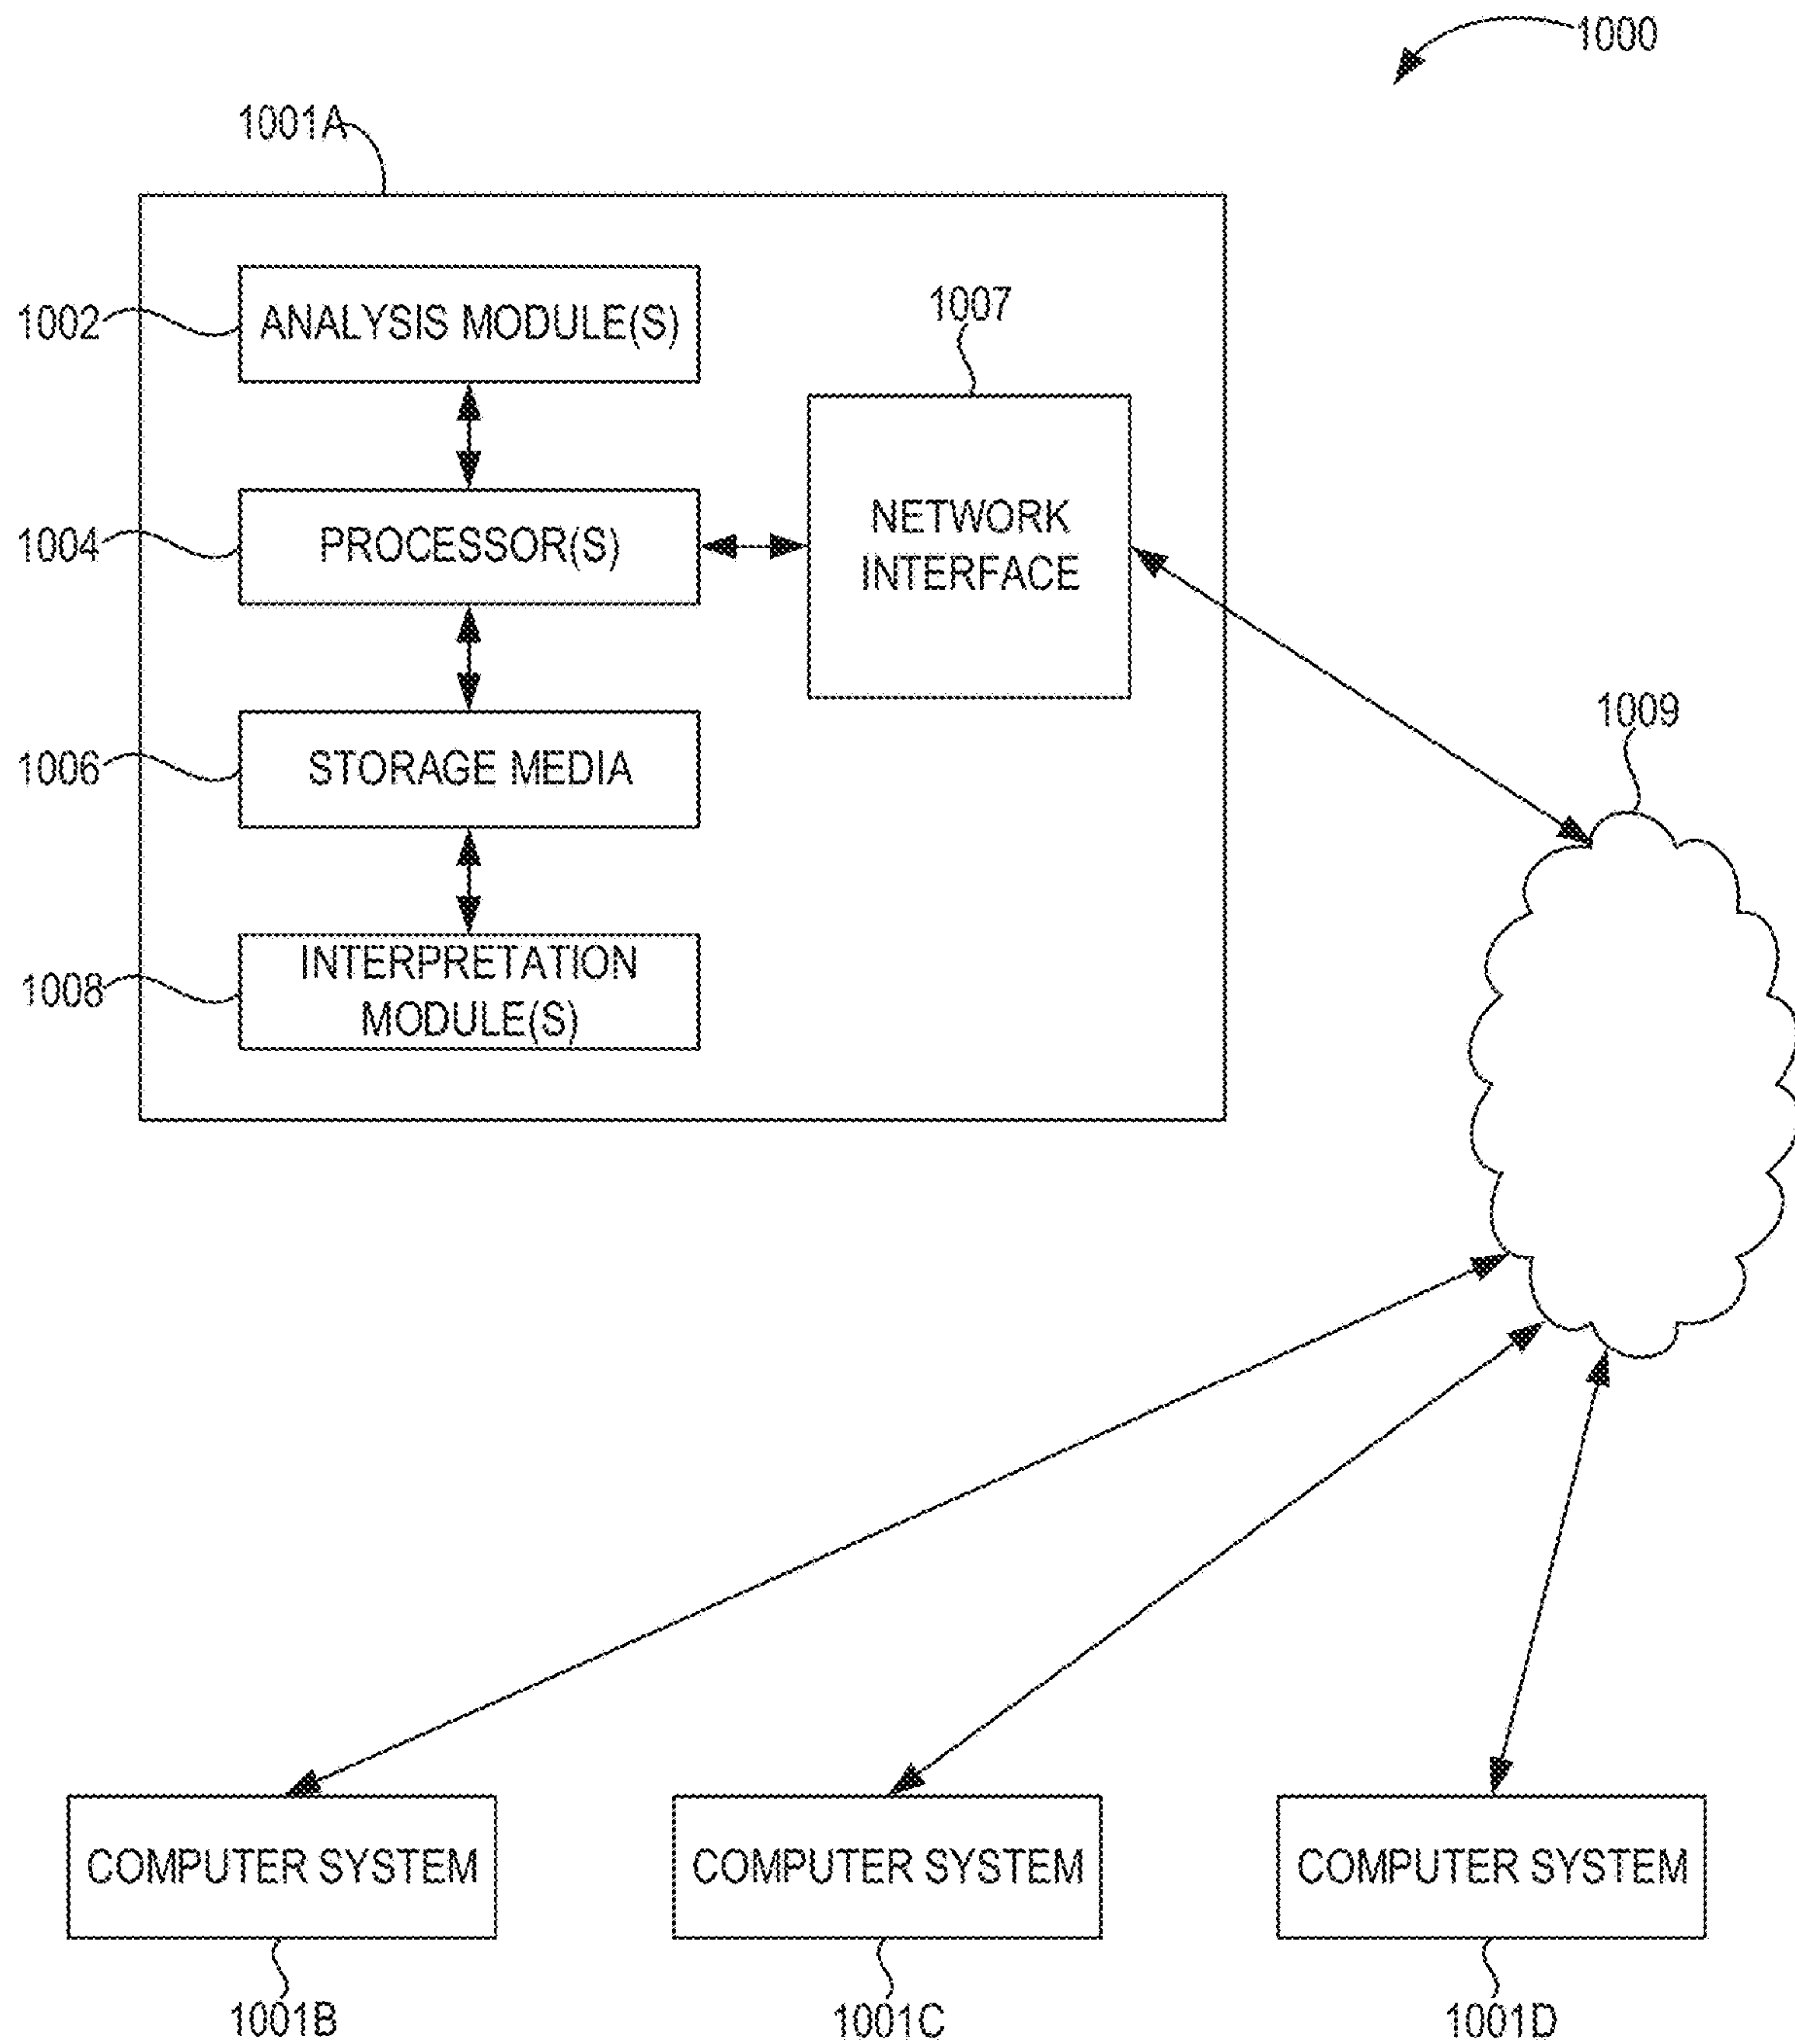 1000
1001A
1002
ANALYSIS MODULE(S)
1007
1004
PROCESSOR(S)
NETWORK
INTERFACE
1006
STORAGE MEDIA
1009
1008
INTERPRETATION
MODULE(S)
COMPUTER SYSTEM
COMPUTER SYSTEM
COMPUTER SYSTEM
1001B
1001C
1001D